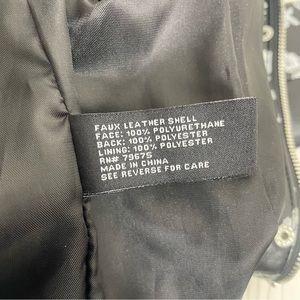 FAUX LEATHER SHELL
FACE: 100% POLYURETHANE
BACK: 100% POLYESTER
LINING: 100% POLYESTER
RN# 79675
MADE IN CHINA
SEE REVERSE FOR CARE